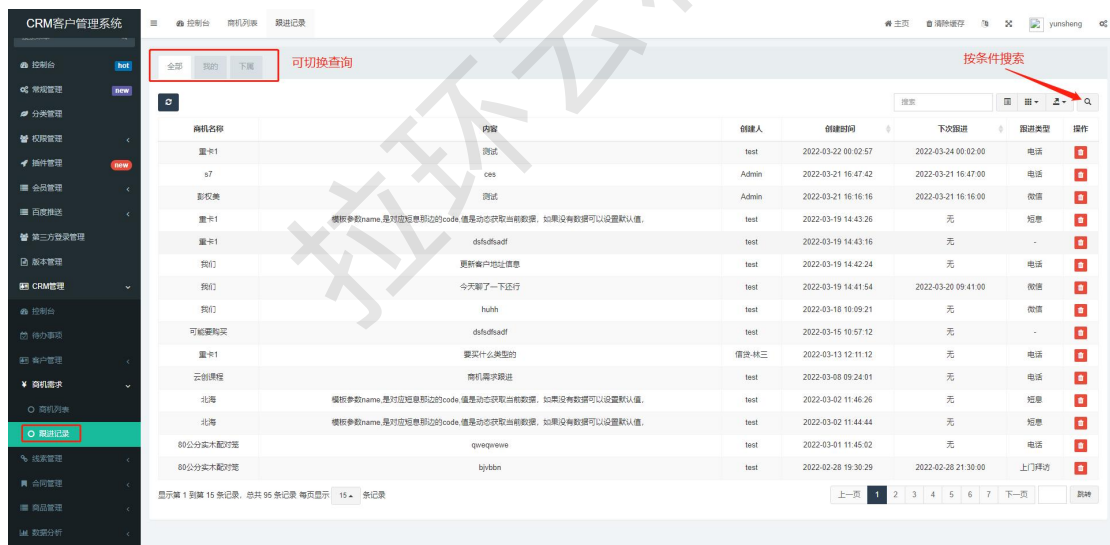 CRM客户管理系统
控制台 商机列表 跟进记录
主页 清除缓存 yunsheng
控制台 hot
常规管理 new
分类管理
权限管理
插件管理 new
会员管理
百度推送
第三方登录管理
版本管理
CRM管理
控制台
待办事项
客户管理
商机需求
商机列表
跟进记录
线索管理
合同管理
商品管理
数据分析
全部 我的 下属
可切换查询
按条件搜索
搜索
商机名称 内容 创建人 创建时间 下次跟进 跟进类型 操作
重卡1 测试 test 2022-03-22 00:02:57 2022-03-24 00:02:00 电话
s7 ces Admin 2022-03-21 16:47:42 2022-03-21 16:47:00 电话
彭权美 测试 Admin 2022-03-21 16:16:16 2022-03-21 16:16:00 微信
重卡1 模板参数name,是对应短息那边的code,值是动态获取当前数据，如果没有数据可以设置默认值， test 2022-03-19 14:43:26 无 短息
重卡1 dsfsdfsadf test 2022-03-19 14:43:16 无 -
我们 更新客户地址信息 test 2022-03-19 14:42:24 无 电话
我们 今天聊了一下还行 test 2022-03-19 14:41:54 2022-03-20 09:41:00 微信
我们 huhh test 2022-03-18 10:09:21 无 微信
可能要购买 dsfsdfsadf test 2022-03-15 10:57:12 无 -
重卡1 要买什么类型的 信贷-林三 2022-03-13 12:11:12 无 电话
云创课程 商机需求跟进 test 2022-03-08 09:24:01 无 电话
北海 模板参数name,是对应短息那边的code,值是动态获取当前数据，如果没有数据可以设置默认值， test 2022-03-02 11:46:26 无 短息
北海 模板参数name,是对应短息那边的code,值是动态获取当前数据，如果没有数据可以设置默认值， test 2022-03-02 11:44:44 无 短息
80公分实木配对笼 qweqwewe test 2022-03-01 11:45:02 无 电话
80公分实木配对笼 bjvbbn test 2022-02-28 19:30:29 2022-02-28 21:30:00 上门拜访
显示第 1 到第 15 条记录，总共 95 条记录 每页显示 15 条记录
上一页 1 2 3 4 5 6 7 下一页 跳转
拉环云